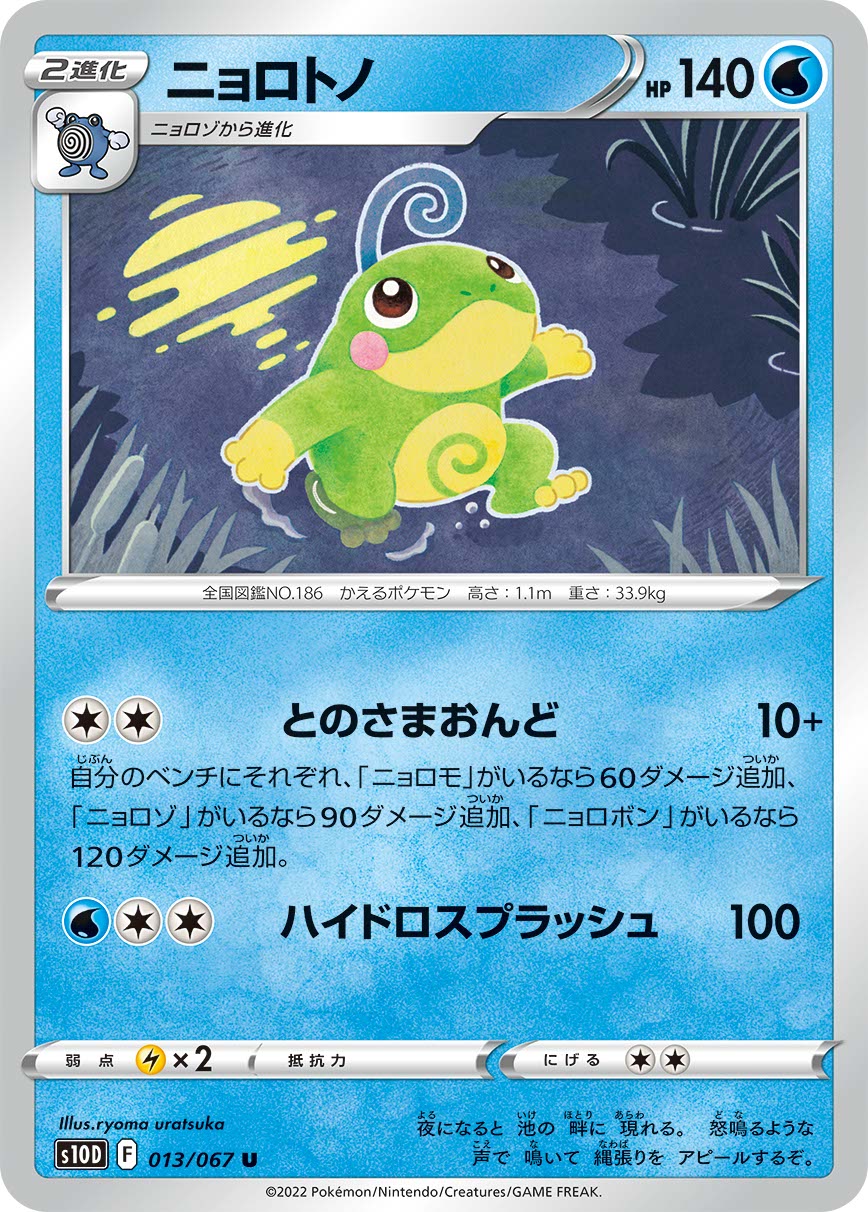 2進化 ニョロトノ HP 140
ニョロゾから進化
全国図鑑NO.186 かえるポケモン 高さ：1.1m 重さ：33.9kg
とのさまおんど 10+
自分のベンチにそれぞれ、「ニョロモ」がいるなら60ダメージ追加、
「ニョロゾ」がいるなら90ダメージ追加、「ニョロボン」がいるなら
120ダメージ追加。
ハイドロスプラッシュ 100
弱点 ×2 抵抗力 にげる
Illus.ryoma uratsuka
夜になると 池の 畔に 現れる。 怒鳴るような
声で 鳴いて 縄張りを アピールするぞ。
s10D F 013/067 U
©2022 Pokémon/Nintendo/Creatures/GAME FREAK.